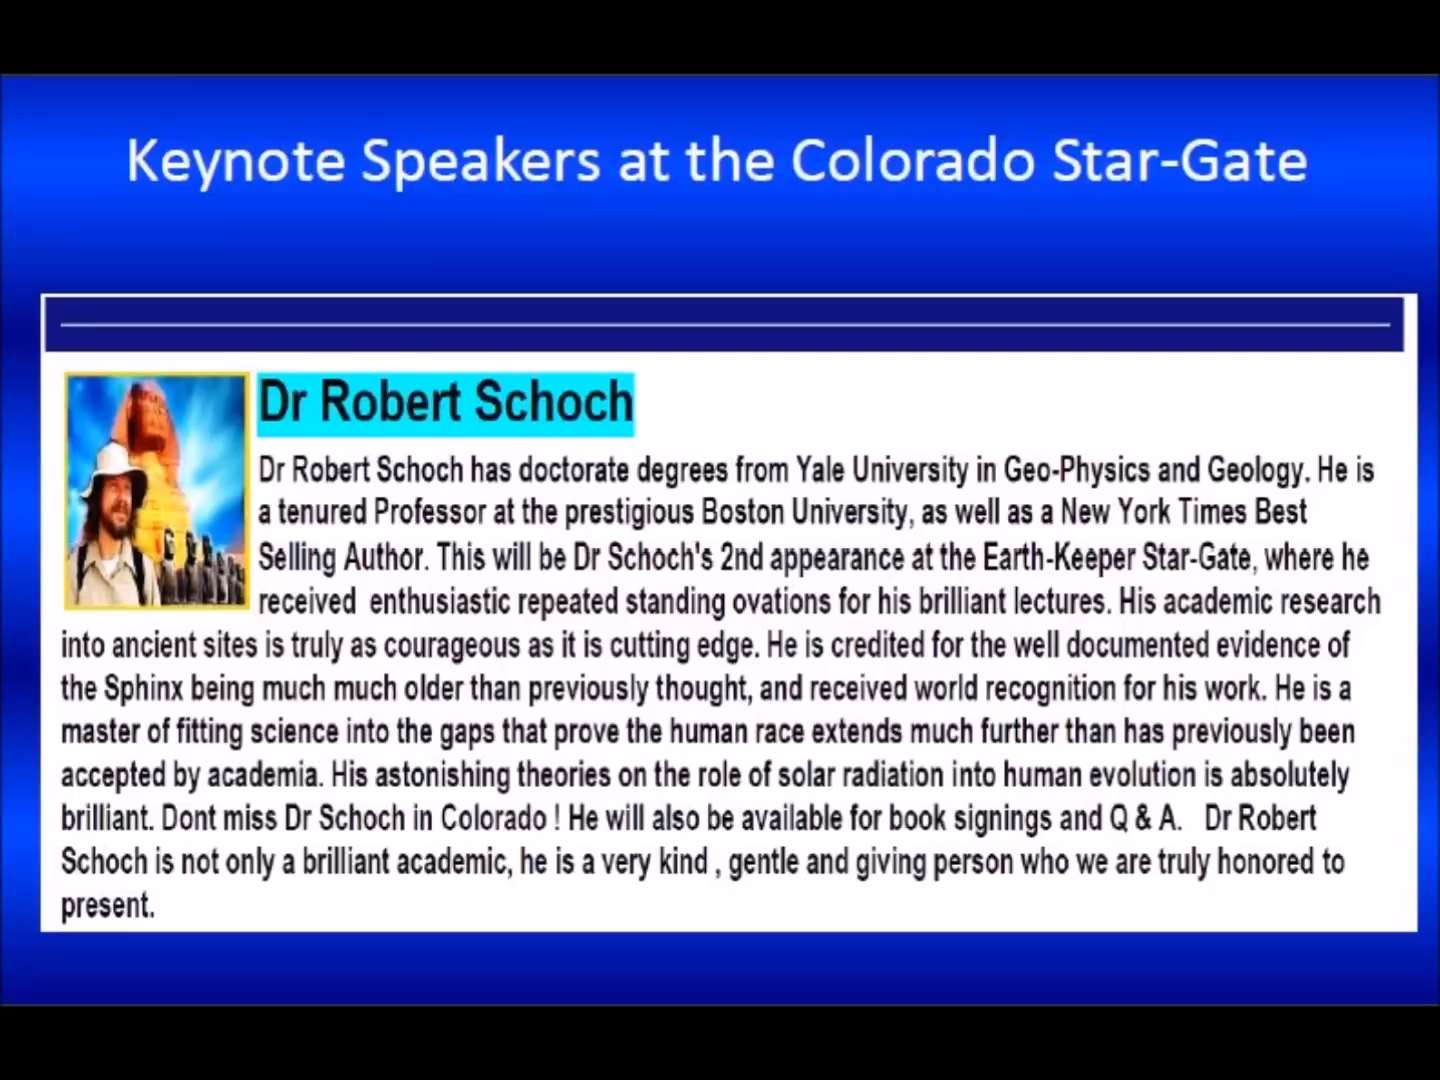 Keynote Speakers at the Colorado Star-Gate
Dr Robert Schoch
Dr Robert Schoch has doctorate degrees from Yale University in Geo-Physics and Geology. He is
a tenured Professor at the prestigious Boston University, as well as a New York Times Best
Selling Author. This will be Dr Schoch's 2nd appearance at the Earth-Keeper Star-Gate, where he
received enthusiastic repeated standing ovations for his brilliant lectures. His academic research
into ancient sites is truly as courageous as it is cutting edge. He is credited for the well documented evidence of
the Sphinx being much much older than previously thought, and received world recognition for his work. He is a
master of fitting science into the gaps that prove the human race extends much further than has previously been
accepted by academia. His astonishing theories on the role of solar radiation into human evolution is absolutely
brilliant. Dont miss Dr Schoch in Colorado ! He will also be available for book signings and Q & A. Dr Robert
Schoch is not only a brilliant academic, he is a very kind , gentle and giving person who we are truly honored to
present.